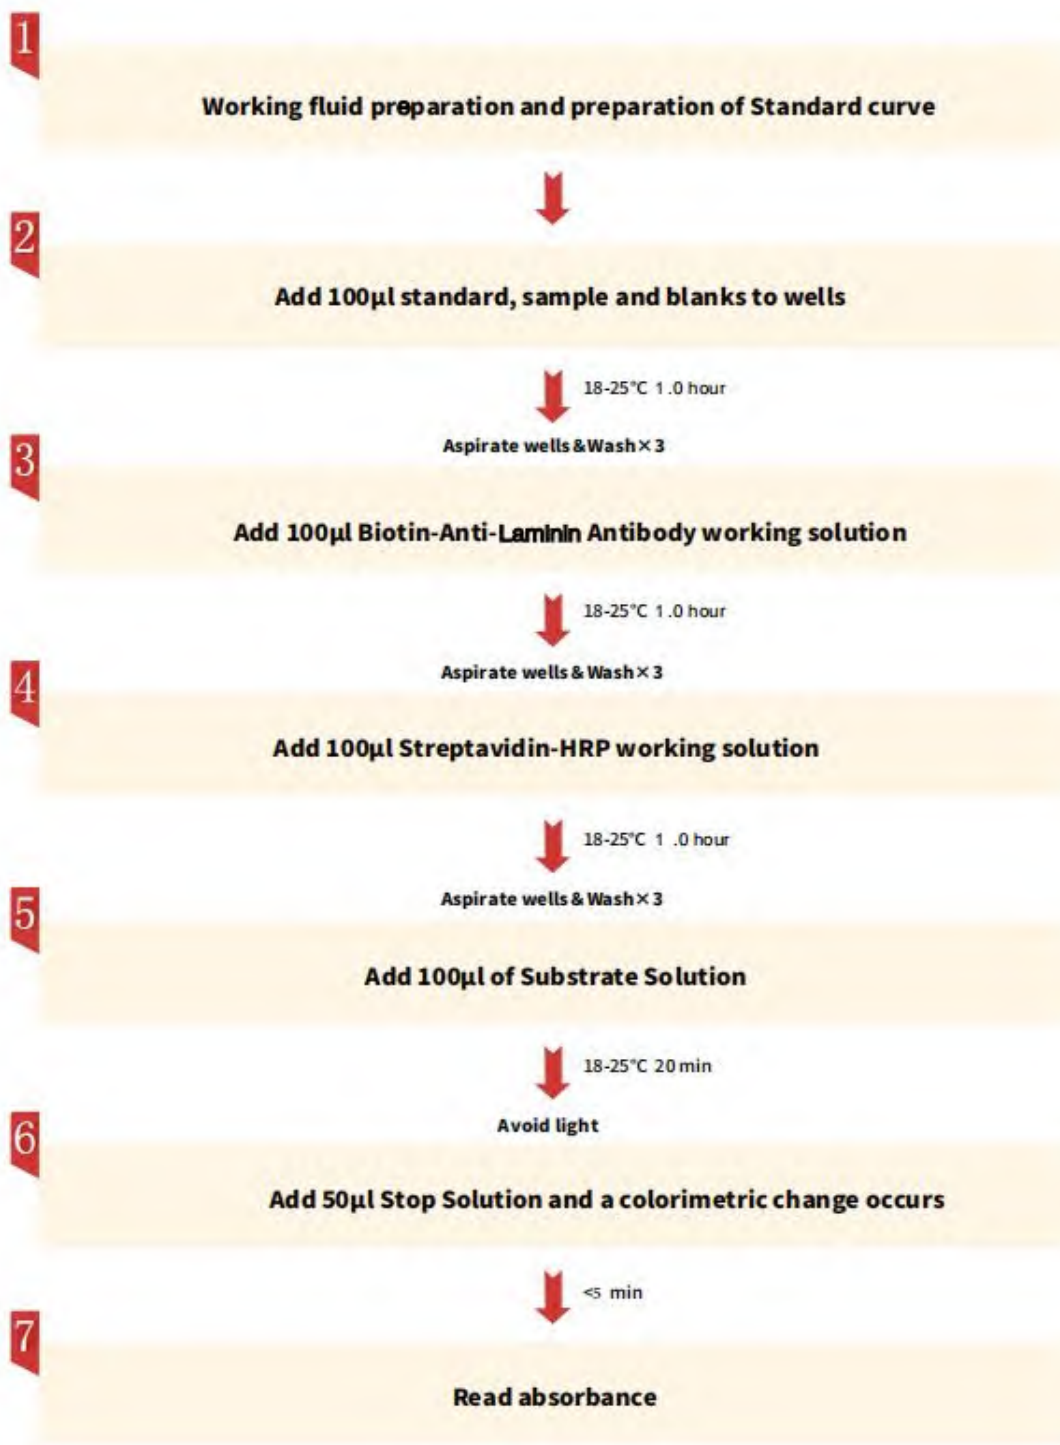 1
Working fluid preparation and preparation of Standard curve
2
Add 100μl standard, sample and blanks to wells
18-25°C 1 .0 hour
Aspirate wells &Wash×3
3
Add 100μl Biotin-Anti-Laminin Antibody working solution
18-25°C 1 .0 hour
Aspirate wells & Wash×3
4
Add 100μl Streptavidin-HRP working solution
18-25°C 1 .0 hour
Aspirate wells & Wash×3
5
Add 100μl of Substrate Solution
18-25°C 20 min
Avoid light
6
Add 50μl Stop Solution and a colorimetric change occurs
<5 min
7
Read absorbance